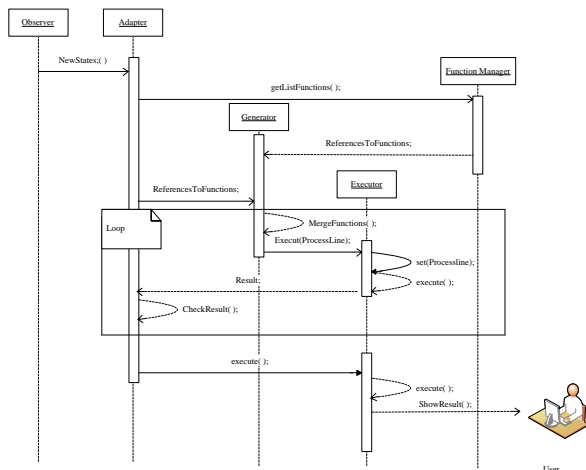 Observer
Adapter
NewStates;( )
Function Manager
getListFunctions( );
Generator
ReferencesToFunctions;
Executor
ReferencesToFunctions;
Loop
MergeFunctions( );
Execut(ProcessLine);
set(Processline);
Result;
execute( );
CheckResult( );
execute( );
execute( );
ShowResult( );
User